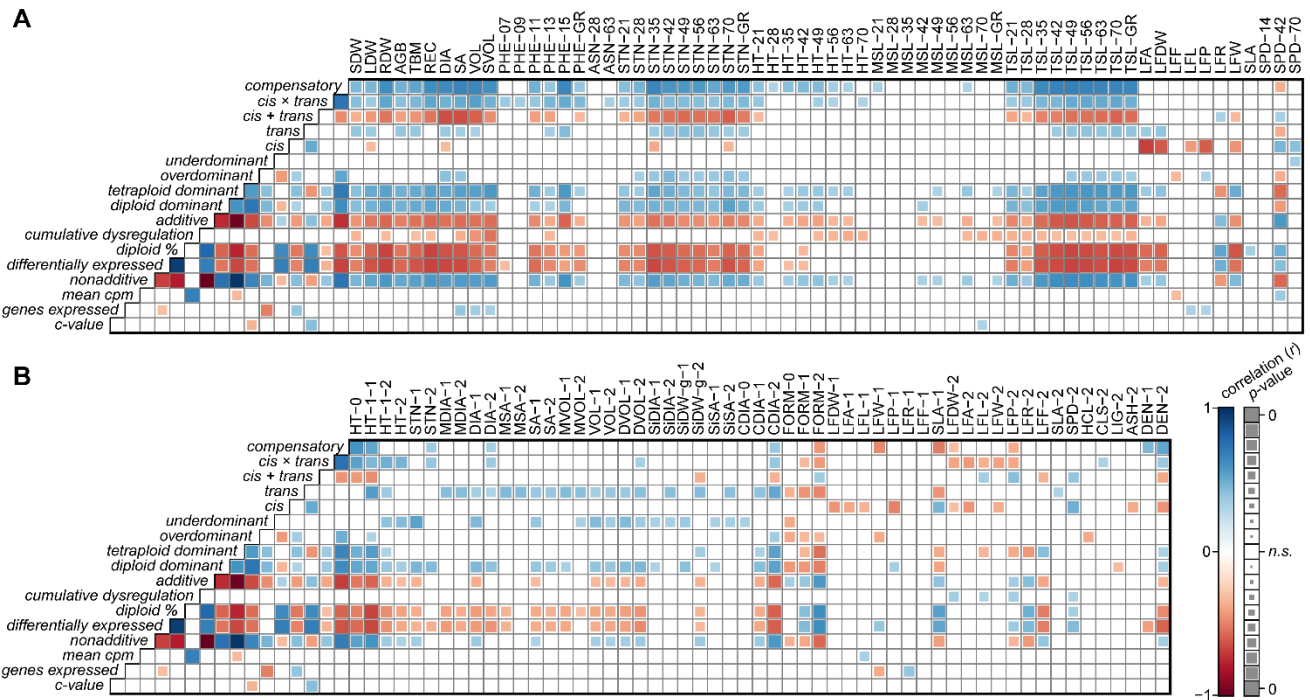 A
SDW
LDW
RDW
AGB
TBM
REC
DIA
SA
VOL
SVOL
PHE−07
PHE−09
PHE−11
PHE−13
PHE−15
PHE−GR
ASN−28
ASN−63
STN−21
STN−28
STN−35
STN−42
STN−49
STN−56
STN−63
STN−70
STN−GR
HT−21
HT−28
HT−35
HT−42
HT−49
HT−56
HT−63
HT−70
MSL−21
MSL−28
MSL−35
MSL−42
MSL−49
MSL−56
MSL−63
MSL−70
MSL−GR
TSL−21
TSL−28
TSL−35
TSL−42
TSL−49
TSL−56
TSL−63
TSL−70
TSL−GR
LFA
LFDW
LFF
LFL
LFP
LFR
LFW
SLA
SPD−14
SPD−42
SPD−70
compensatory
cis × trans
cis + trans
trans
cis
underdominant
overdominant
tetraploid dominant
diploid dominant
additive
cumulative dysregulation
diploid %
differentially expressed
nonadditive
mean cpm
genes expressed
c-value
B
HT−0
HT−1−1
HT−1−2
HT−2
STN−1
STN−2
MDIA−1
MDIA−2
DIA−1
DIA−2
MSA−1
MSA−2
SA−1
SA−2
MVOL−1
MVOL−2
VOL−1
VOL−2
DVOL−1
DVOL−2
SiDIA−1
SiDIA−2
SiDW−g−1
SiDW−g−2
SiSA−1
SiSA−2
CDIA−0
CDIA−1
CDIA−2
FORM−0
FORM−1
FORM−2
LFDW−1
LFA−1
LFL−1
LFW−1
LFP−1
LFR−1
LFF−1
SLA−1
LFDW−2
LFA−2
LFL−2
LFW−2
LFP−2
LFR−2
LFF−2
SLA−2
SPD−2
HCL−2
CLS−2
LIG−2
ASH−2
DEN−1
DEN−2
compensatory
cis × trans
cis + trans
trans
cis
underdominant
overdominant
tetraploid dominant
diploid dominant
additive
cumulative dysregulation
diploid %
differentially expressed
nonadditive
mean cpm
genes expressed
c-value
correlation (r)
p-value
1
0
−1
0
n.s.
0